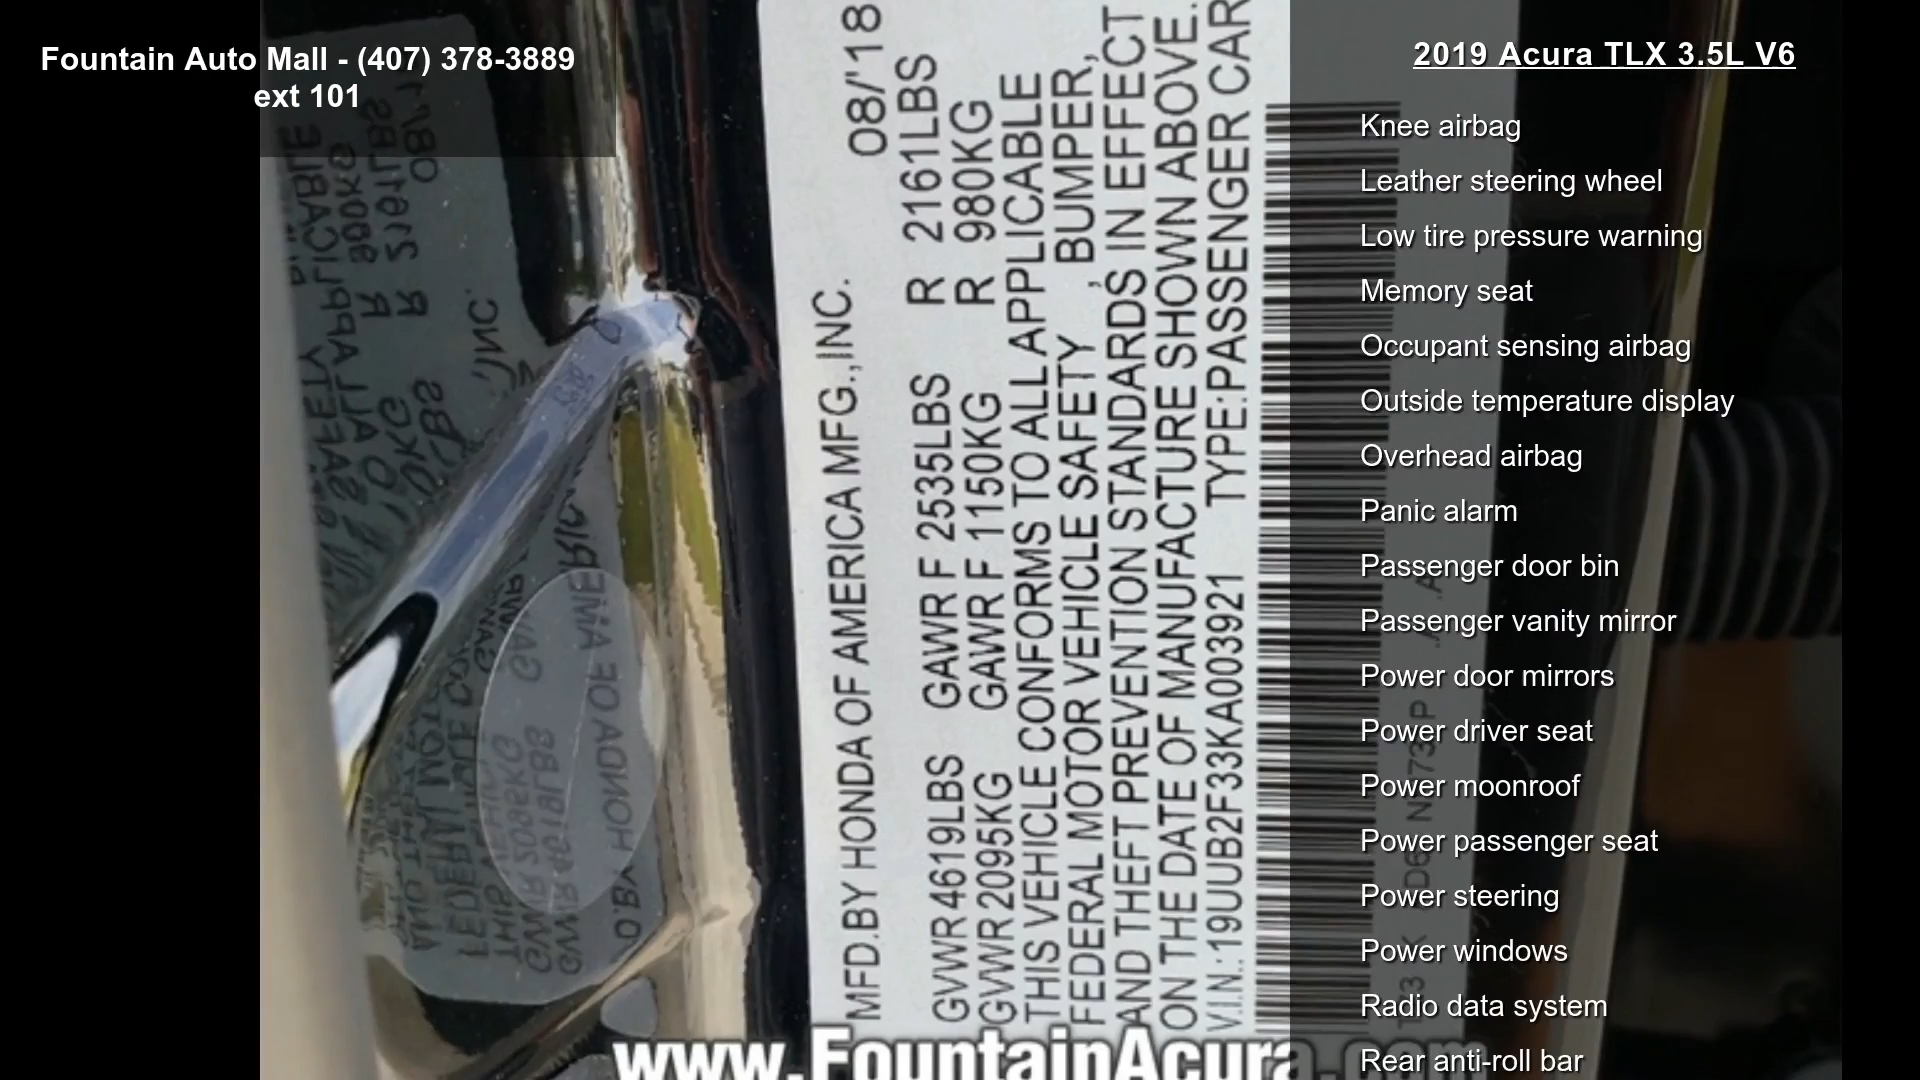 Fountain Auto Mall - (407) 378-3889
ext 101
MFD.BY HONDA OF AMERICA MFG.,INC. 08/'18
GVWR4619LBS GAWR F 2535LBS R 2161LBS
GVWR2095KG GAWR F 1150KG R 980KG
THIS VEHICLE CONFORMS TO ALL APPLICABLE
FEDERAL MOTOR VEHICLE SAFETY , BUMPER,
AND THEFT PREVENTION STANDARDS IN EFFECT
ON THE DATE OF MANUFACTURE SHOWN ABOVE.
V.I.N.:19UUB2F33KA003921 TYPE:PASSENGER CAR
www.FountainAcura.com
2019 Acura TLX 3.5L V6
Knee airbag
Leather steering wheel
Low tire pressure warning
Memory seat
Occupant sensing airbag
Outside temperature display
Overhead airbag
Panic alarm
Passenger door bin
Passenger vanity mirror
Power door mirrors
Power driver seat
Power moonroof
Power passenger seat
Power steering
Power windows
Radio data system
Rear anti-roll bar